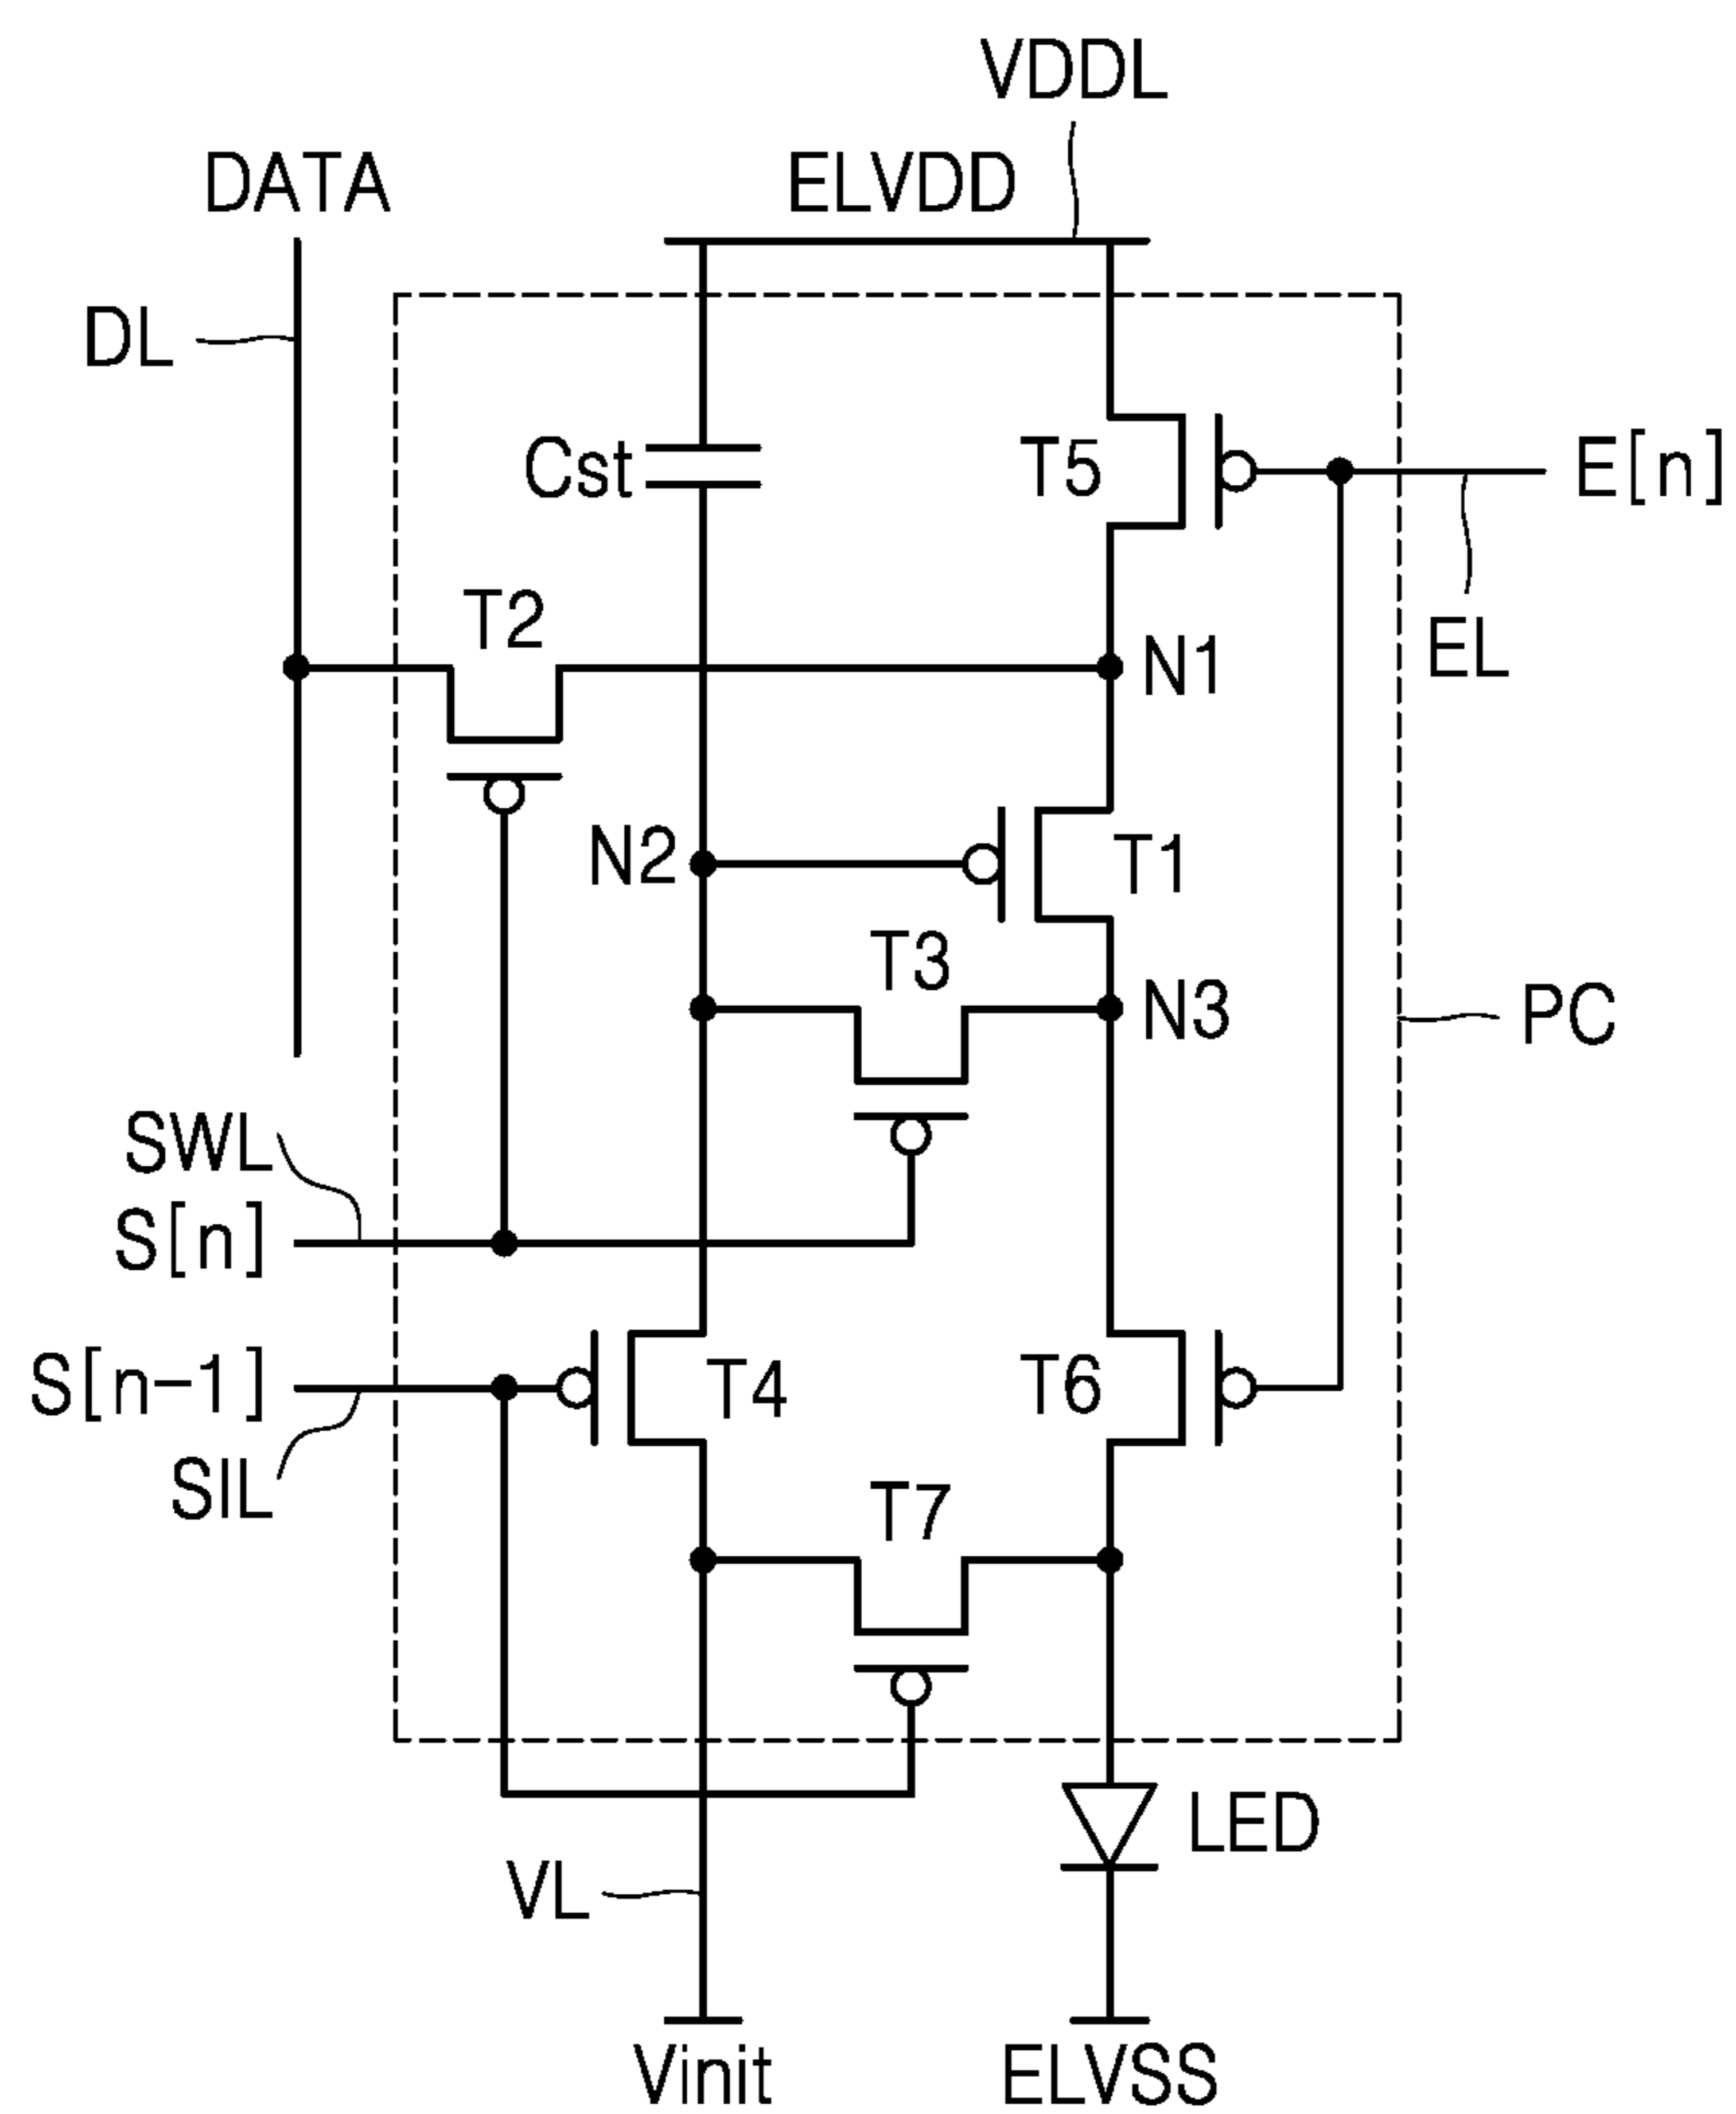 VDDL
DATA
ELVDD
DL
Cst
T5
E[n]
T2
N1
EL
N2
T1
T3
N3
PC
SWL
S[n]
S[n-1]
T4
T6
SIL
T7
LED
VL
Vinit
ELVSS